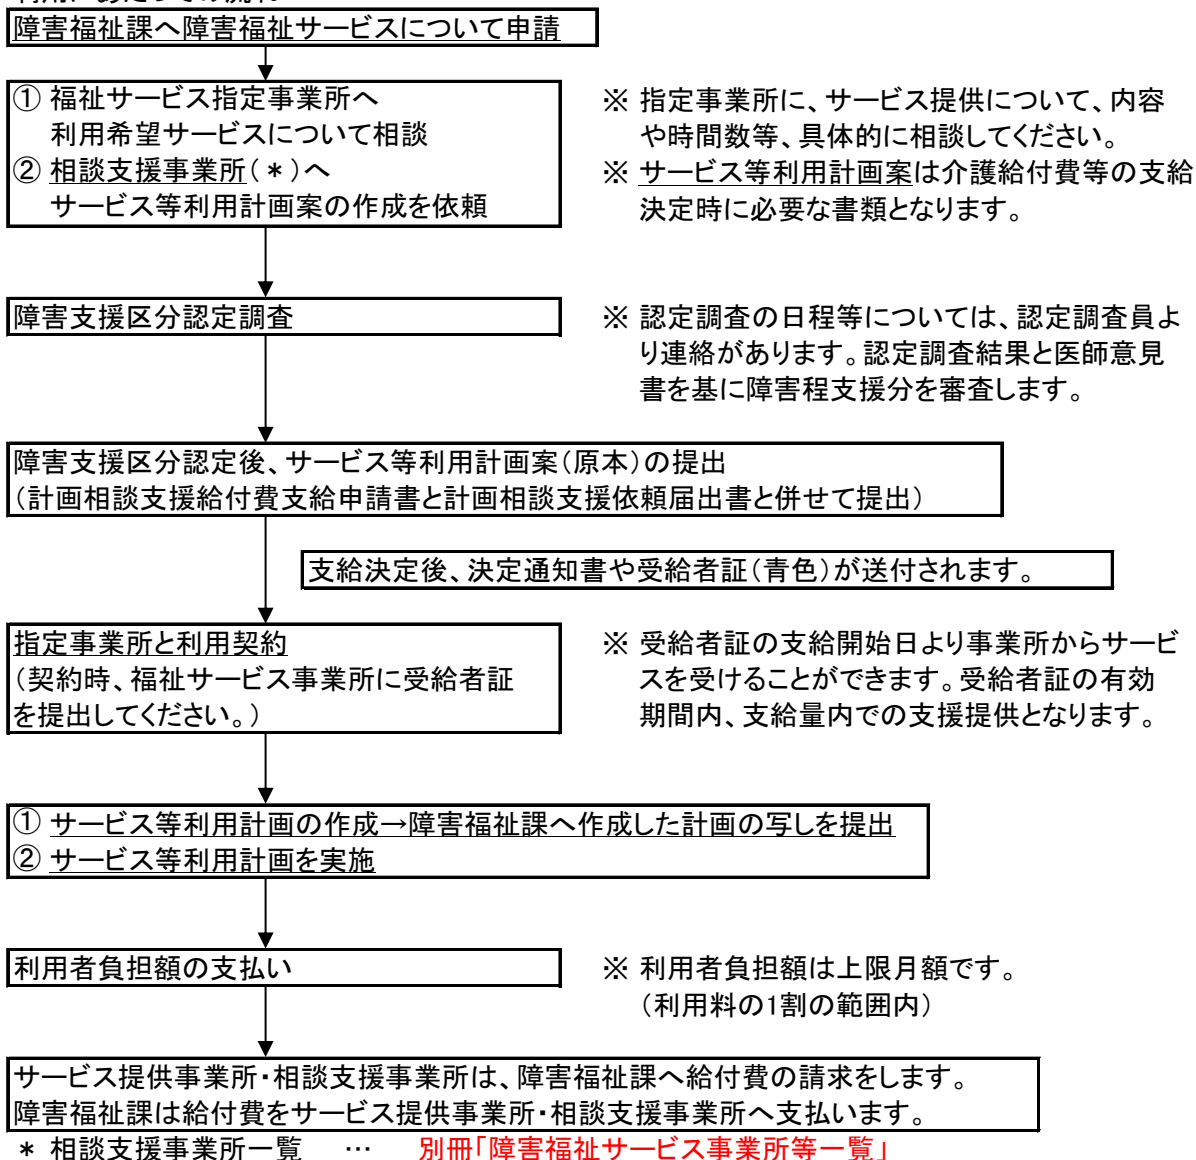 障害福祉課へ障害福祉サービスについて申請
① 福祉サービス指定事業所へ
利用希望サービスについて相談
② 相談支援事業所(＊)へ
サービス等利用計画案の作成を依頼
※ 指定事業所に、サービス提供について、内容
や時間数等、具体的に相談してください。
※ サービス等利用計画案は介護給付費等の支給
決定時に必要な書類となります。
障害支援区分認定調査
※ 認定調査の日程等については、認定調査員よ
り連絡があります。認定調査結果と医師意見
書を基に障害程支援分を審査します。
障害支援区分認定後、サービス等利用計画案(原本)の提出
(計画相談支援給付費支給申請書と計画相談支援依頼届出書と併せて提出)
支給決定後、決定通知書や受給者証(青色)が送付されます。
指定事業所と利用契約
(契約時、福祉サービス事業所に受給者証
を提出してください。)
※ 受給者証の支給開始日より事業所からサービ
スを受けることができます。受給者証の有効
期間内、支給量内での支援提供となります。
① サービス等利用計画の作成→障害福祉課へ作成した計画の写しを提出
② サービス等利用計画を実施
利用者負担額の支払い
※ 利用者負担額は上限月額です。
(利用料の1割の範囲内)
サービス提供事業所・相談支援事業所は、障害福祉課へ給付費の請求をします。
障害福祉課は給付費をサービス提供事業所・相談支援事業所へ支払います。
＊ 相談支援事業所一覧 … 別冊「障害福祉サービス事業所等一覧」